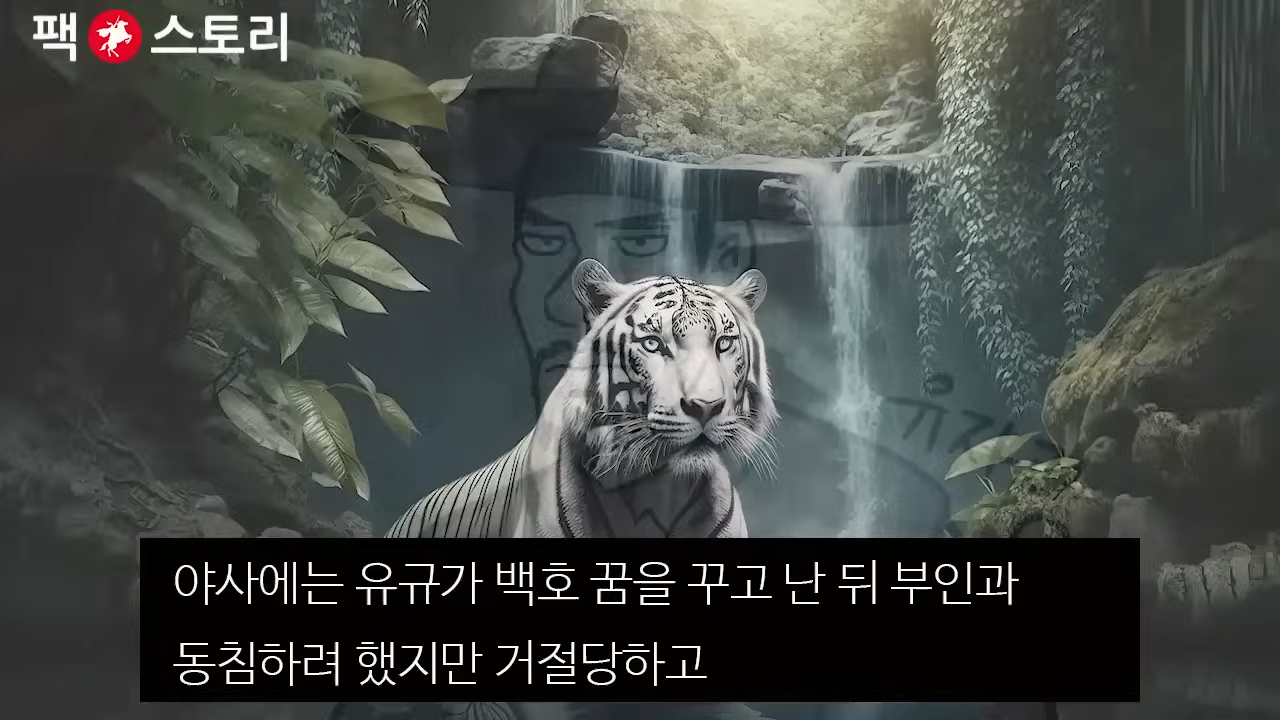 팩 스토리
야사에는 유규가 백호 꿈을 꾸고 난 뒤 부인과
동침하려 했지만 거절당하고